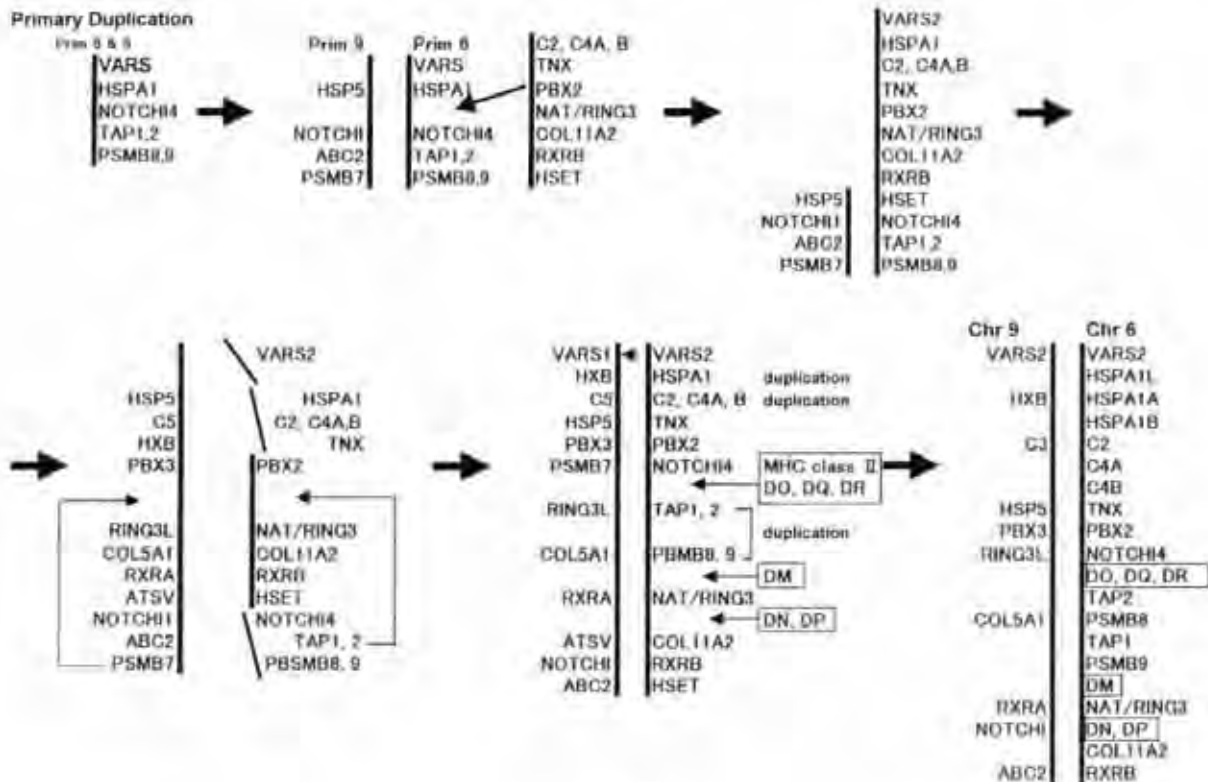 Primary Duplication
Prim 6 & 9
VARS
HSPA1
NOTCHI4
TAP1,2
PSMB8,9
Prim 9
HSP5
NOTCHI
ABC2
PSMB7
Prim 6
VARS
HSPA1
NOTCHI4
TAP1,2
PSMB8,9
C2, C4A, B
TNX
PBX2
NAT/RING3
COL11A2
RXRB
HSET
HSP5
NOTCHI1
ABC2
PSMB7
VARS2
HSPA1
C2, C4A,B
TNX
PBX2
NAT/RING3
COL11A2
RXRB
HSET
NOTCHI4
TAP1,2
PSMB8,9
HSP5
C5
HXB
PBX3
RING3L
COL5A1
RXRA
ATSV
NOTCHI1
ABC2
PSMB7
VARS2
HSPA1
C2, C4A,B
TNX
PBX2
NAT/RING3
COL11A2
RXRB
HSET
NOTCHI4
TAP1, 2
PBSMB8, 9
VARS1
HXB
C5
HSP5
PBX3
PSMB7
RING3L
COL5A1
RXRA
ATSV
NOTCHI
ABC2
VARS2
HSPA1 duplication
C2, C4A, B duplication
TNX
PBX2
NOTCHI4
MHC class II
DO, DQ, DR
TAP1, 2
duplication
PBMB8, 9
DM
NAT/RING3
DN, DP
COL11A2
RXRB
HSET
Chr 9
VARS2
HXB
C3
HSP5
PBX3
RING3L
COL5A1
RXRA
NOTCHI
ABC2
Chr 6
VARS2
HSPA1L
HSPA1A
HSPA1B
C2
C4A
C4B
TNX
PBX2
NOTCHI4
DO, DQ, DR
TAP2
PSMB8
TAP1
PSMB9
DM
NAT/RING3
DN, DP
COL11A2
RXRB